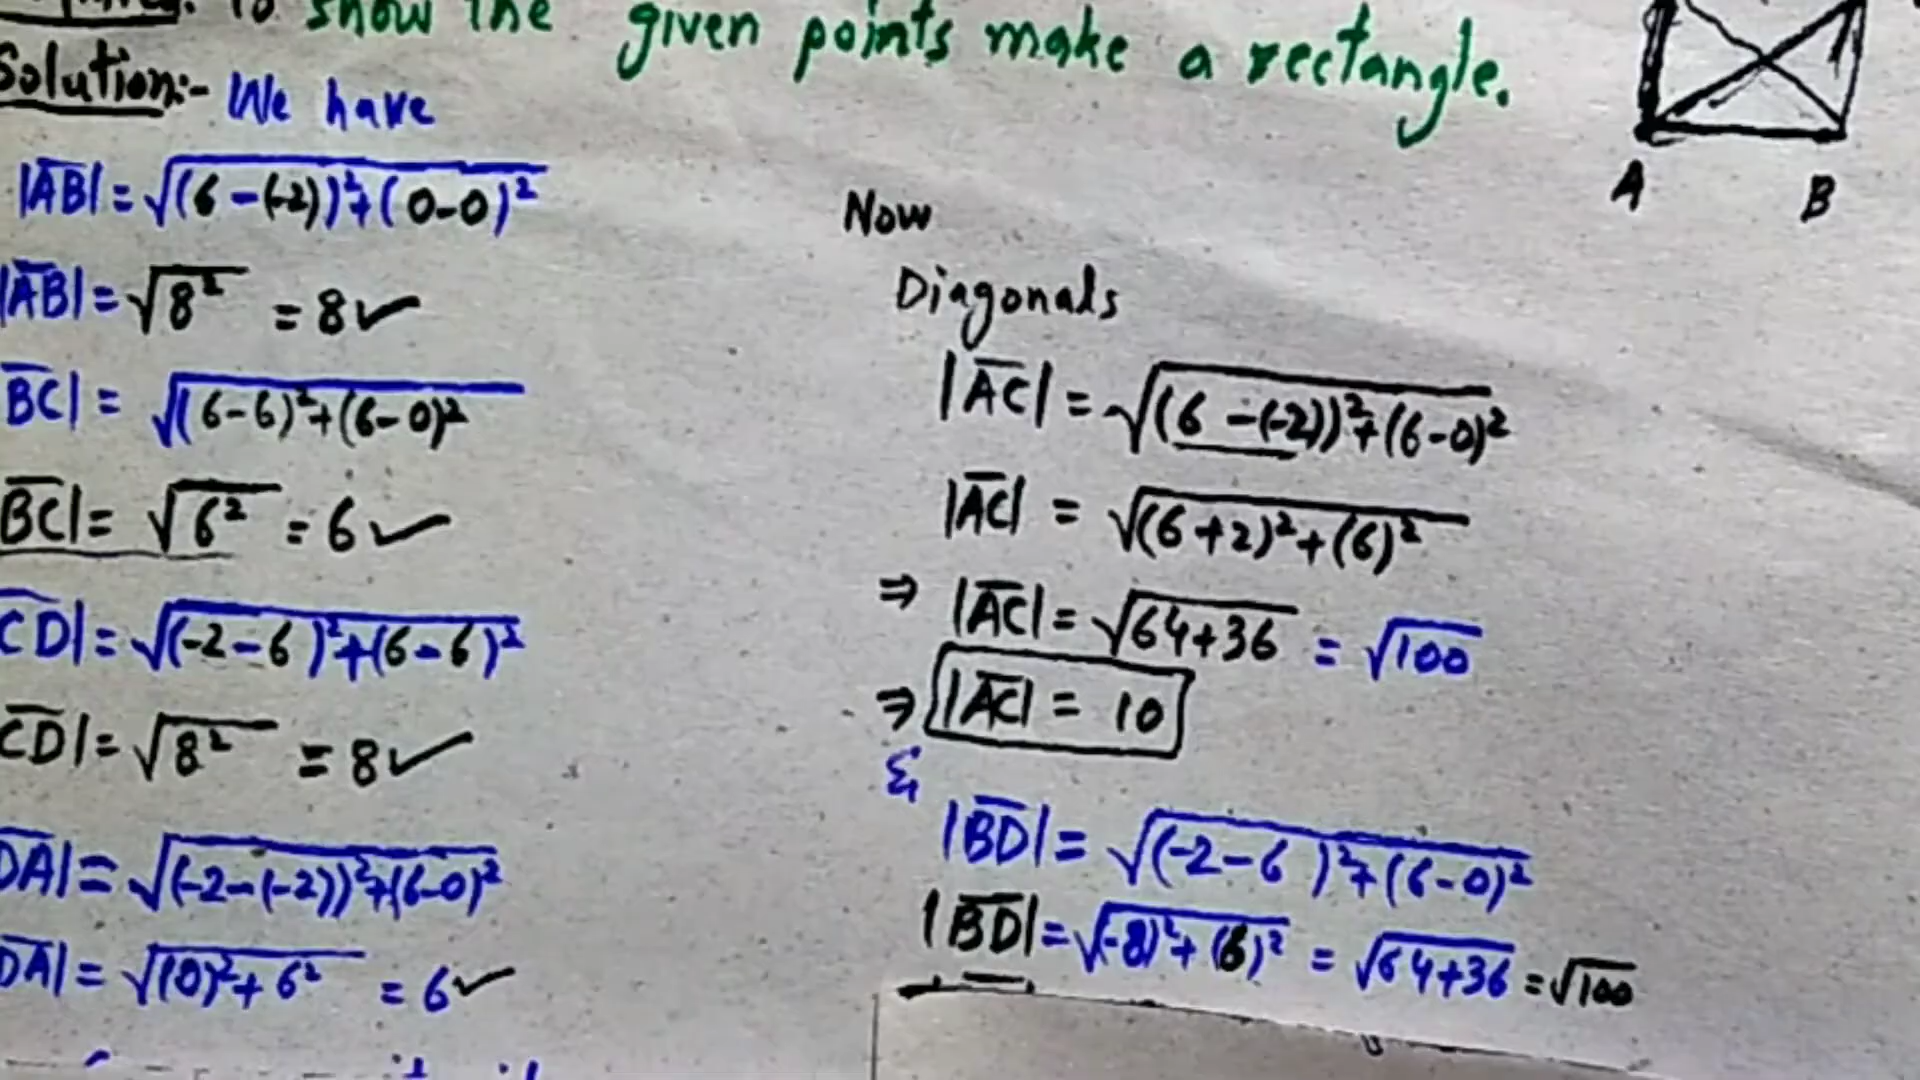 To show the given points make a rectangle.
Solution:- We have
|AB| = √(6-(-2))²+(0-0)²
|AB| = √8² = 8✓
BC| = √(6-6)²+(6-0)²
BC| = √6² = 6✓
CD| = √(-2-6)²+(6-6)²
CD| = √8² = 8✓
DA| = √(-2-(-2))²+(6-0)²
DA| = √(0)²+6² = 6✓
Now
Diagonals
|AC| = √(6-(-2))²+(6-0)²
|AC| = √(6+2)²+(6)²
⇒ |AC| = √64+36 = √100
⇒ |AC| = 10
&
|BD| = √(-2-6)²+(6-0)²
|BD| = √(-8)²+(6)² = √64+36 = √100
A B